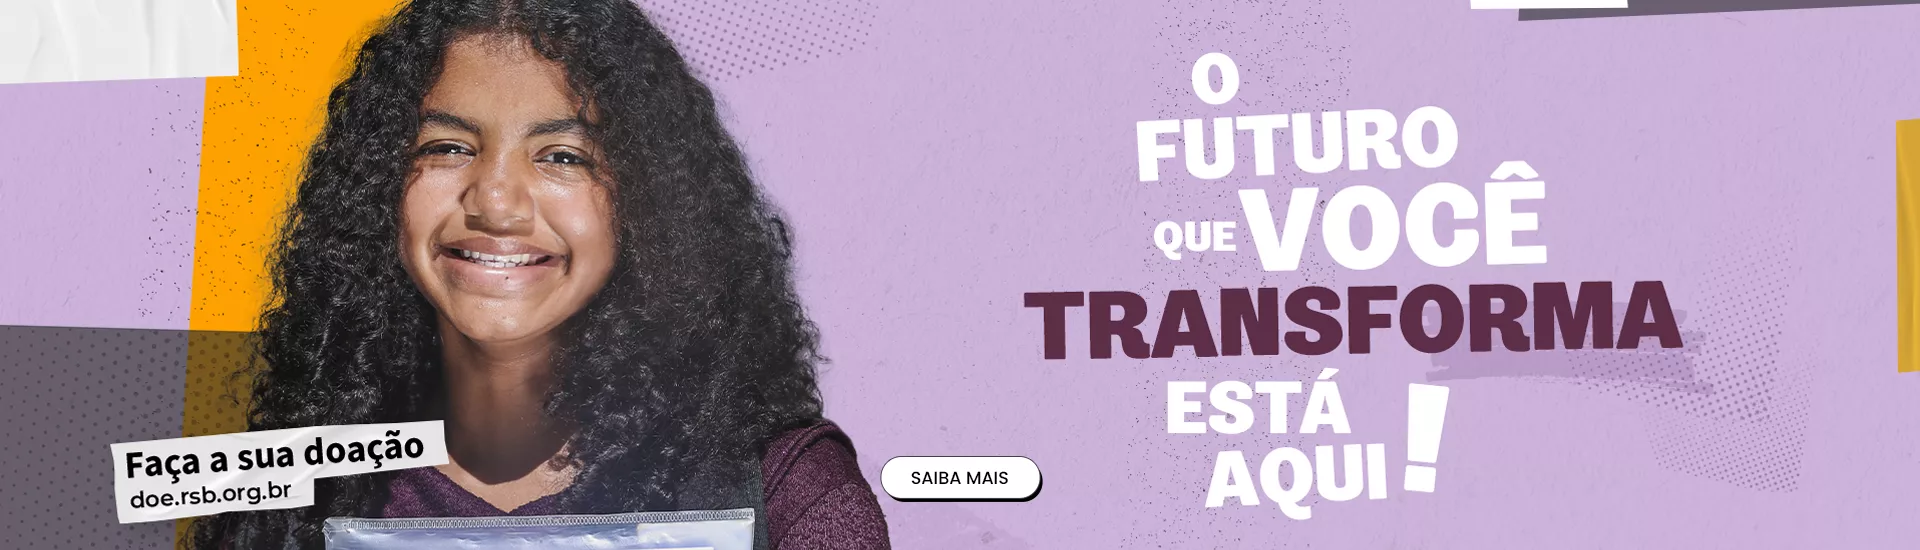 O
FUTURO
QUE VOCÊ
TRANSFORMA
ESTÁ
AQUI!
Faça a sua doação
doe.rsb.org.br
SAIBA MAIS